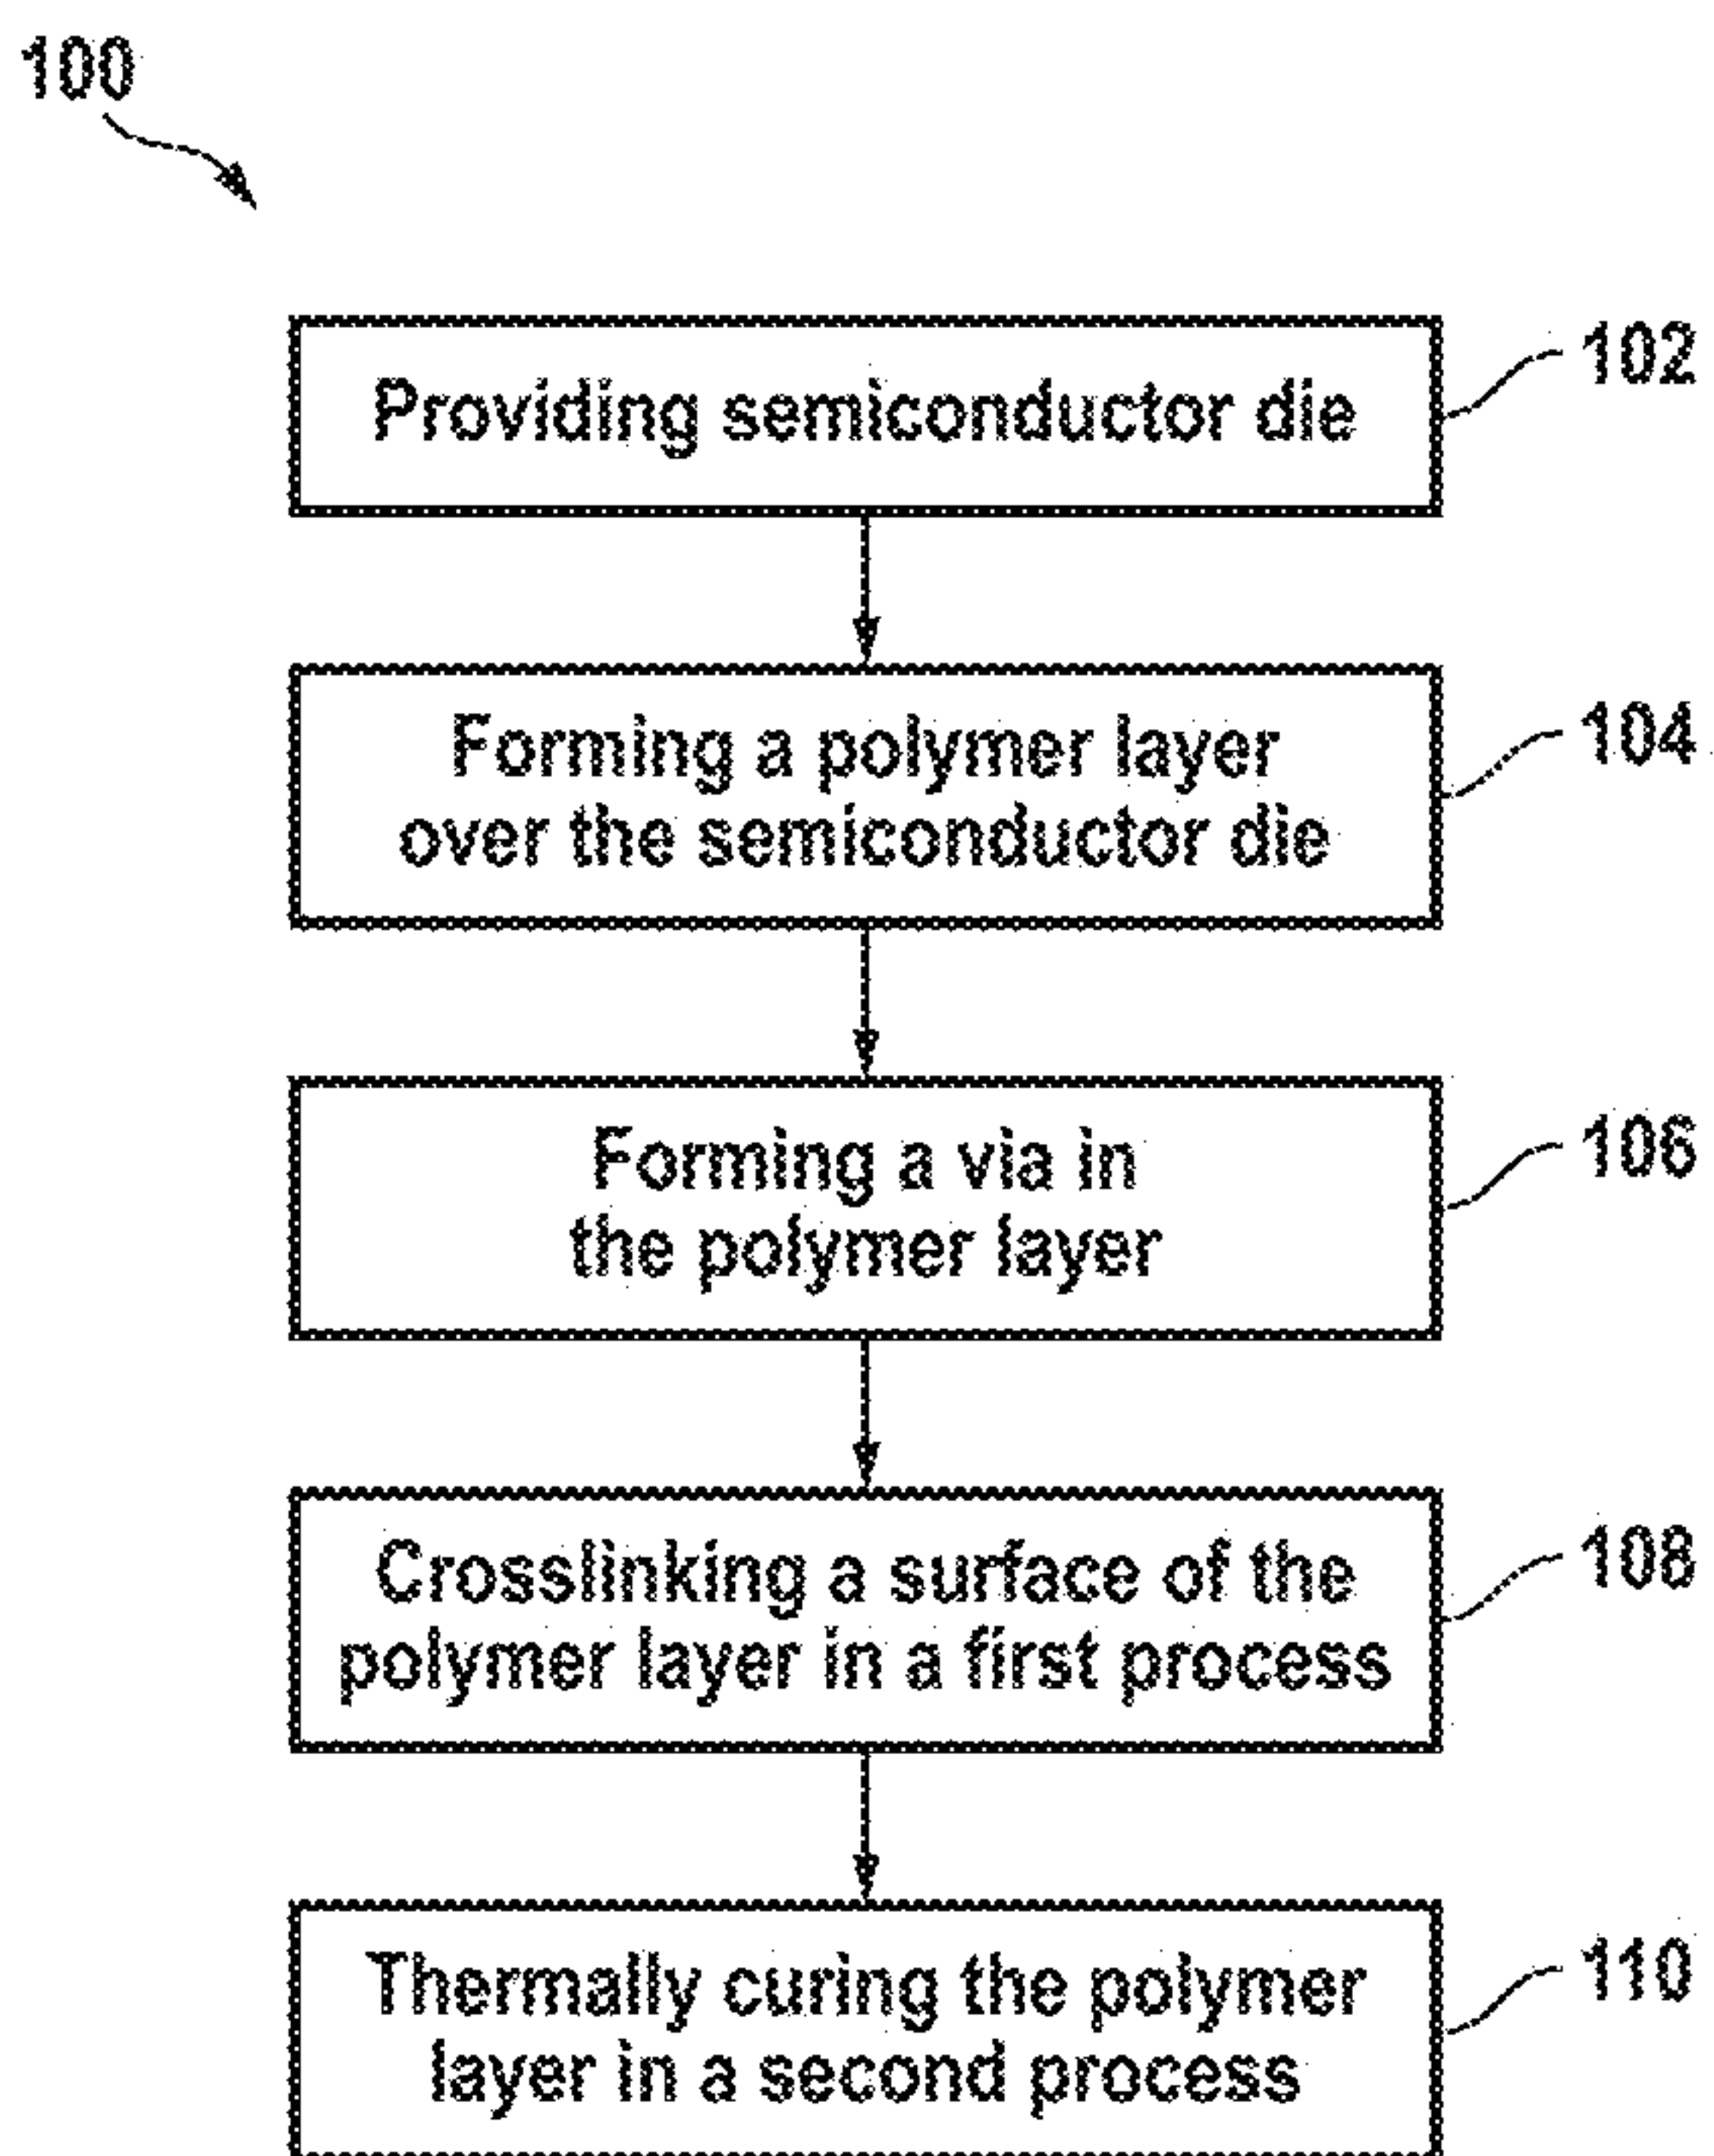 100
Providing semiconductor die
102
Forming a polymer layer
over the semiconductor die
104
Forming a via in
the polymer layer
106
Crosslinking a surface of the
polymer layer in a first process
108
Thermally curing the polymer
layer in a second process
110